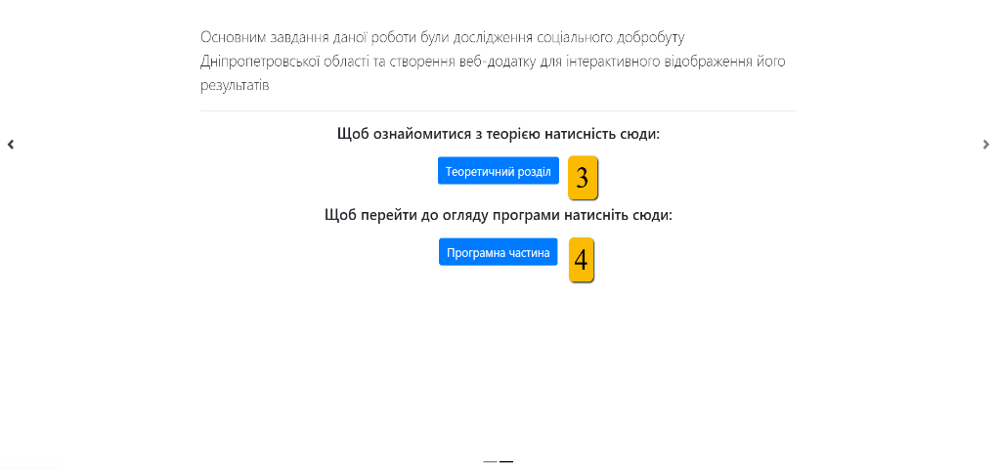 Основним завдання даної роботи були дослідження соціального добробуту
Дніпропетровської області та створення веб-додатку для інтерактивного відображення його
результатів
Щоб ознайомитися з теорією натисність сюди:
Теоретичний розділ
3
Щоб перейти до огляду програми натисніть сюди:
Програмна частина
4